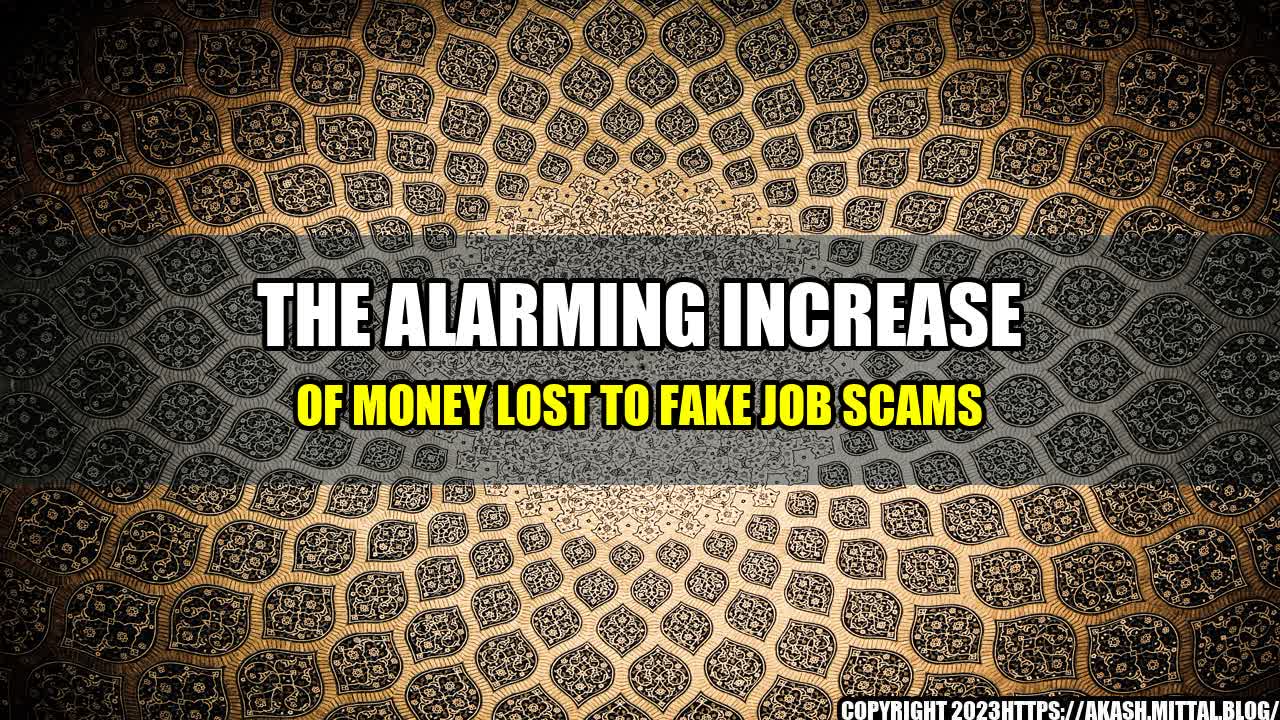 THE ALARMING INCREASE
OF MONEY LOST TO FAKE JOB SCAMS
COPYRIGHT 2023HTTPS://AKASH.MITTAL.BLOG/